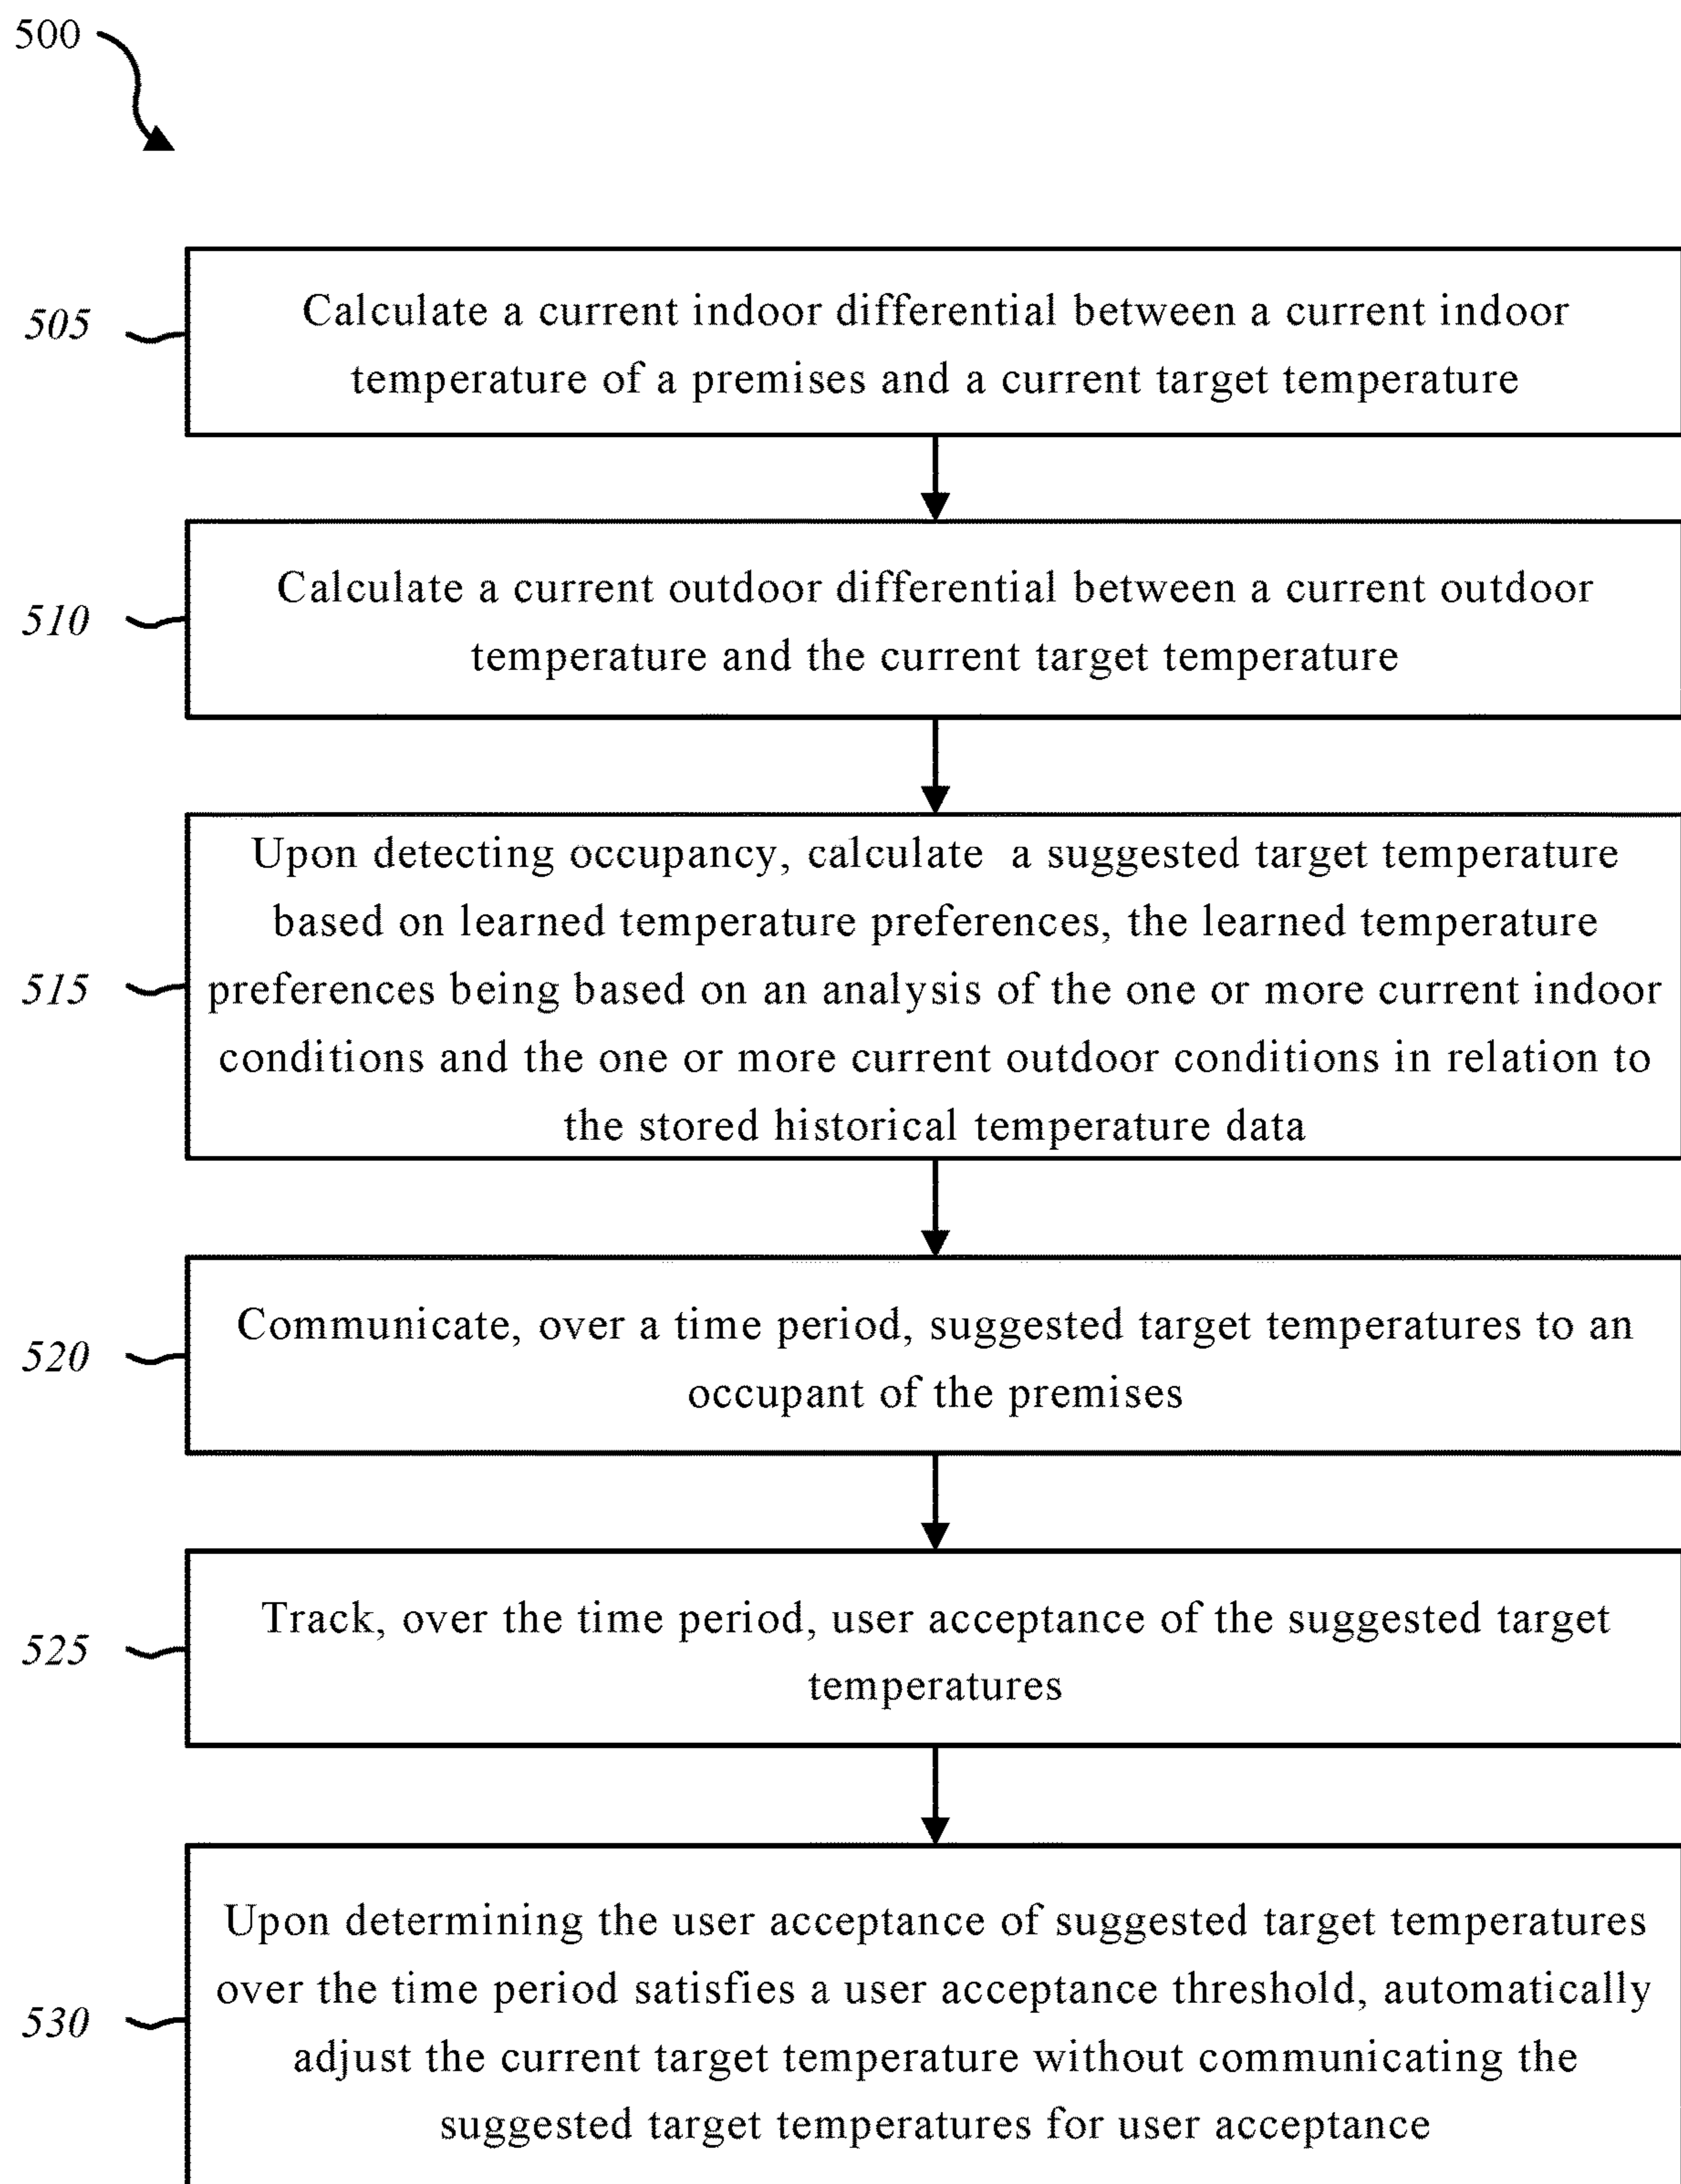 500
505
Calculate a current indoor differential between a current indoor
temperature of a premises and a current target temperature
510
Calculate a current outdoor differential between a current outdoor
temperature and the current target temperature
515
Upon detecting occupancy, calculate a suggested target temperature
based on learned temperature preferences, the learned temperature
preferences being based on an analysis of the one or more current indoor
conditions and the one or more current outdoor conditions in relation to
the stored historical temperature data
520
Communicate, over a time period, suggested target temperatures to an
occupant of the premises
525
Track, over the time period, user acceptance of the suggested target
temperatures
530
Upon determining the user acceptance of suggested target temperatures
over the time period satisfies a user acceptance threshold, automatically
adjust the current target temperature without communicating the
suggested target temperatures for user acceptance